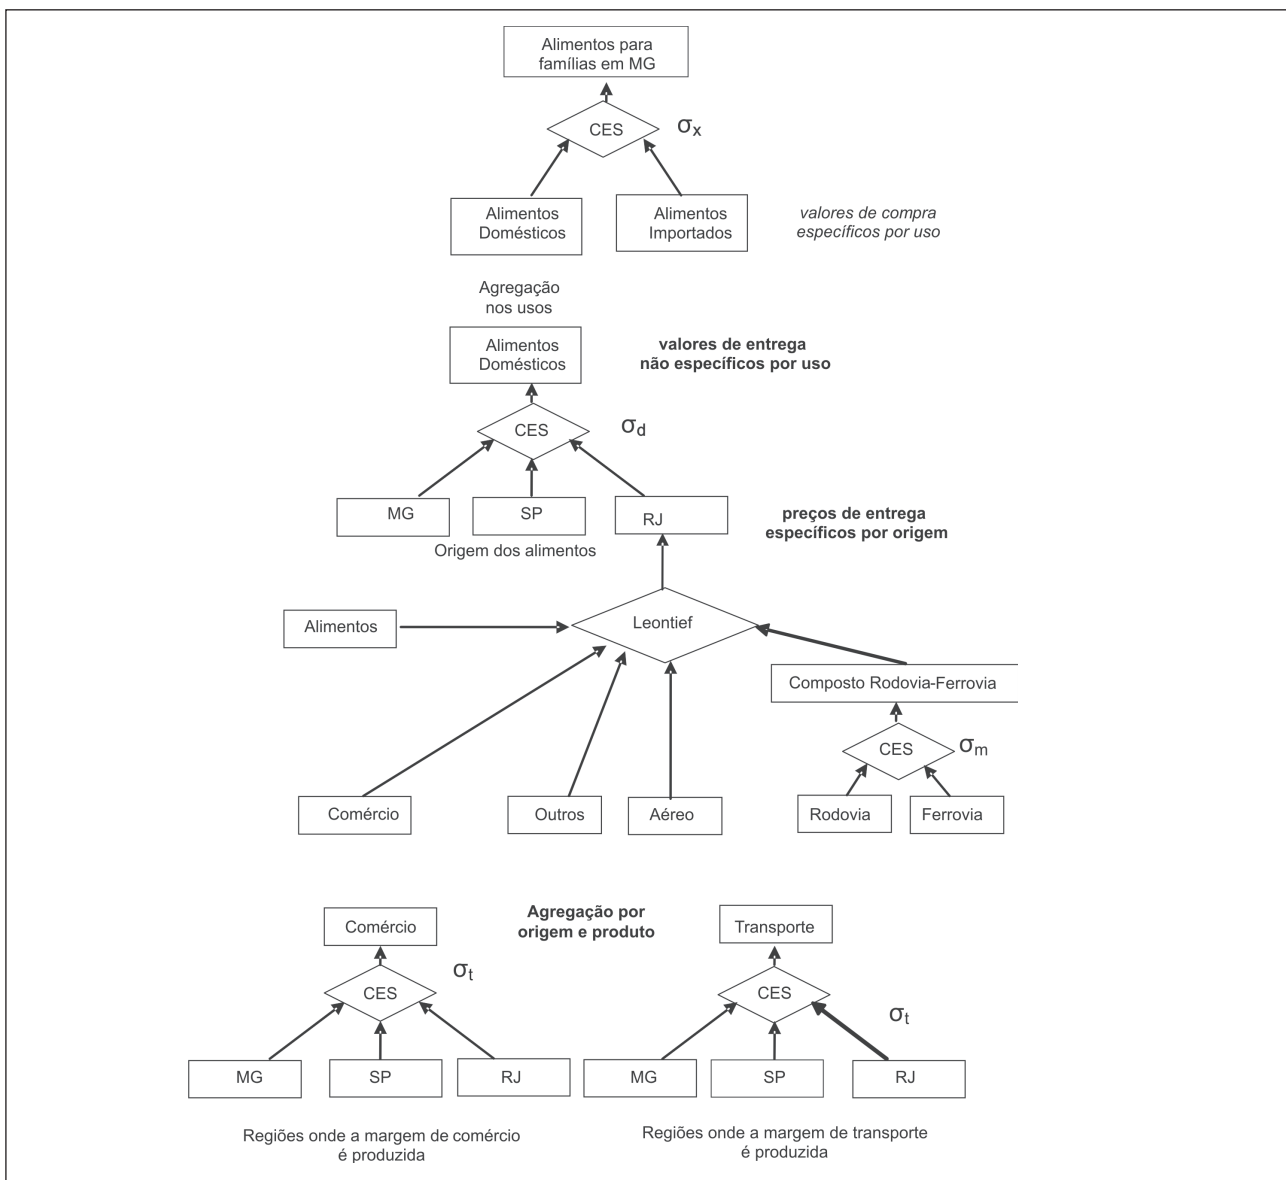 Alimentos para
famílias em MG
CES
σx
Alimentos
Domésticos
Alimentos
Importados
valores de compra
específicos por uso
Agregação
nos usos
Alimentos
Domésticos
valores de entrega
não específicos por uso
CES
σd
MG
SP
RJ
Origem dos alimentos
preços de entrega
específicos por origem
Alimentos
Leontief
Composto Rodovia-Ferrovia
CES
σm
Comércio
Outros
Aéreo
Rodovia
Ferrovia
Comércio
Agregação por
origem e produto
Transporte
CES
σt
CES
σt
MG
SP
RJ
MG
SP
RJ
Regiões onde a margem de comércio
é produzida
Regiões onde a margem de transporte
é produzida